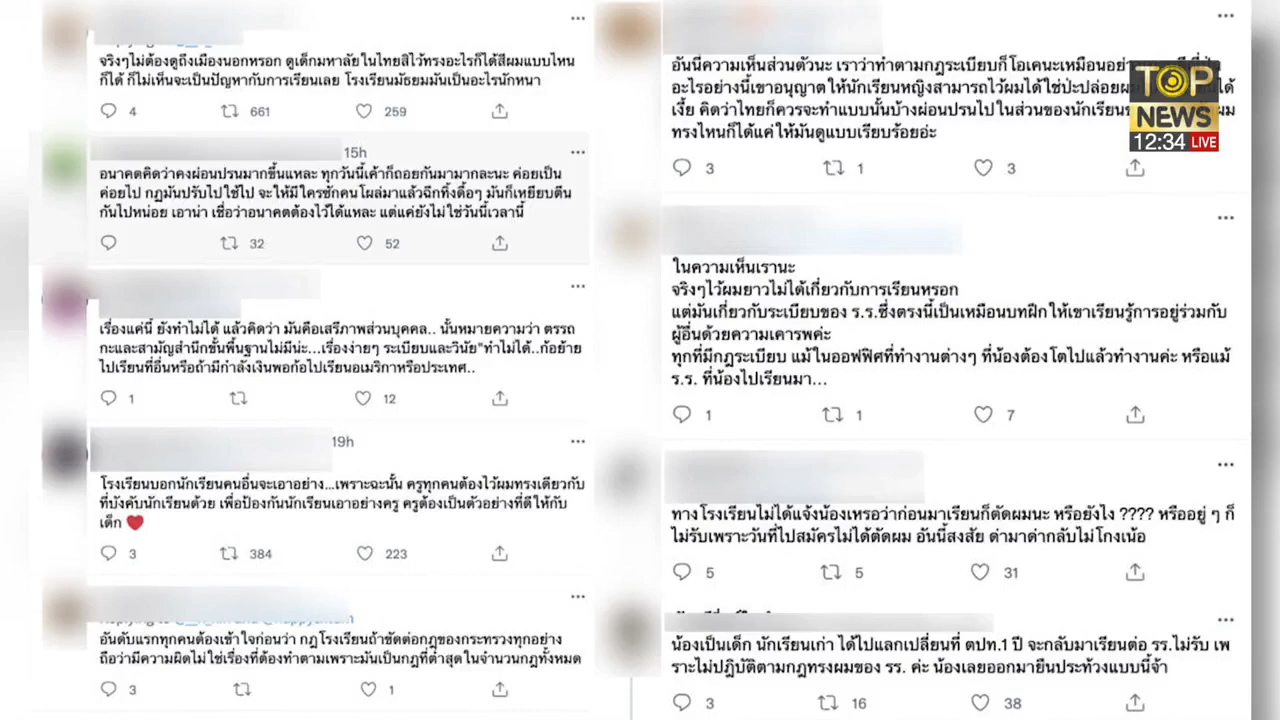 จริงๆไม่ต้องดูถึงเมืองนอกหรอก ดูเด็กมหาลัยในไทยสิไว้ทรงอะไรก็ได้สีผมแบบไหน
ก็ได้ ก็ไม่เห็นจะเป็นปัญหากับการเรียนเลย โรงเรียนมัธยมมันเป็นอะไรนักหนา
4 661 259
15h
อนาคตคิดว่าคงผ่อนปรนมากขึ้นแหละ ทุกวันนี้เค้าก็ถอยกันมามากละนะ ค่อยเป็น
ค่อยไป กฎมันปรับไปใช้ไป จะให้มีใครซักคนโผล่มาแล้วฉีกทิ้งดื้อๆ มันก็เหยียบตีน
กันไปหน่อย เอาน่า เชื่อว่าอนาคตต้องไว้ได้แหละ แต่แค่ยังไม่ใช่วันนี้เวลานี้
32 52
เรื่องแค่นี้ ยังทำไม่ได้ แล้วคิดว่า มันคือเสรีภาพส่วนบุคคล.. นั้นหมายความว่า ตรรถ
กะและสามัญสำนึกขั้นพื้นฐานไม่มีน่ะ...เรื่องง่ายๆ ระเบียบและวินัย"ทำไม่ได้..ก้อย้าย
ไปเรียนที่อื่นหรือถ้ามีกำลังเงินพอก้อไปเรียนอเมริกาหรือประเทศ..
1 12
19h
โรงเรียนบอกนักเรียนคนอื่นจะเอาอย่าง...เพราะฉะนั้น ครูทุกคนต้องไว้ผมทรงเดียวกับ
ที่บังคับนักเรียนด้วย เพื่อป้องกันนักเรียนเอาอย่างครู ครูต้องเป็นตัวอย่างที่ดีให้กับ
เด็ก ❤️
3 384 223
อันดับแรกทุกคนต้องเข้าใจก่อนว่า กฎโรงเรียนถ้าขัดต่อกฎของกระทรวงทุกอย่าง
ถือว่ามีความผิดไม่ใช่เรื่องที่ต้องทำตามเพราะมันเป็นกฎที่ต่ำสุดในจำนวนกฎทั้งหมด
3 1
อันนี้ความเห็นส่วนตัวนะ เราว่าทำตามกฎระเบียบก็โอเคนะเหมือนอย่าง
อะไรอย่างนี้เขาอนุญาตให้นักเรียนหญิงสามารถไว้ผมได้ใช่ปะปล่อยผม ได้
เงี้ย คิดว่าไทยก็ควรจะทำแบบนั้นบ้างผ่อนปรนไปในส่วนของนักเรียน ผม
ทรงไหนก็ได้แค่ให้มันดูแบบเรียบร้อยอ่ะ
3 1 3
TOP
NEWS
12:34 LIVE
ในความเห็นเรานะ
จริงๆไว้ผมยาวไม่ได้เกี่ยวกับการเรียนหรอก
แต่มันเกี่ยวกับระเบียบของ ร.ร.ซึ่งตรงนี้เป็นเหมือนบทฝึกให้เขาเรียนรู้การอยู่ร่วมกับ
ผู้อื่นด้วยความเคารพค่ะ
ทุกที่มีกฎระเบียบ แม้ในออฟฟิศที่ทำงานต่างๆ ที่น้องต้องโตไปแล้วทำงานค่ะ หรือแม้
ร.ร. ที่น้องไปเรียนมา...
1 1 7
ทางโรงเรียนไม่ได้แจ้งน้องเหรอว่าก่อนมาเรียนก็ตัดผมนะ หรือยังไง ???? หรืออยู่ ๆ ก็
ไม่รับเพราะวันที่ไปสมัครไม่ได้ตัดผม อันนี้สงสัย ด่ามาด่ากลับไม่โกงเน้อ
5 5 31
น้องเป็นเด็ก นักเรียนเก่า ได้ไปแลกเปลี่ยนที่ ตปท.1 ปี จะกลับมาเรียนต่อ รร.ไม่รับ เพ
ราะไม่ปฎิบัติตามกฎทรงผมของ รร. ค่ะ น้องเลยออกมายืนประท้วงแบบนี้จ้า
3 16 38